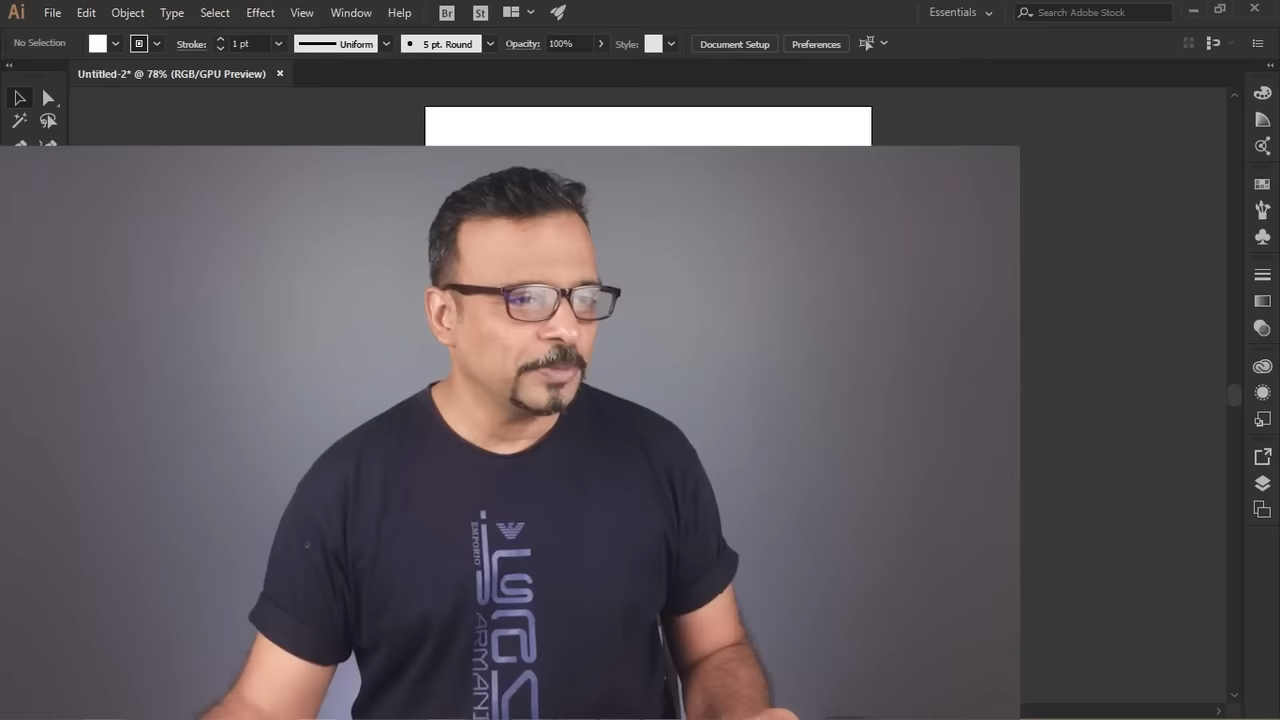 Ai File Edit Object Type Select Effect View Window Help Br St Essentials Search Adobe Stock
No Selection Stroke: 1 pt Uniform 5 pt. Round Opacity: 100% Style: Document Setup Preferences
Untitled-2* @ 78% (RGB/GPU Preview)
EMPORIO
ARMANI